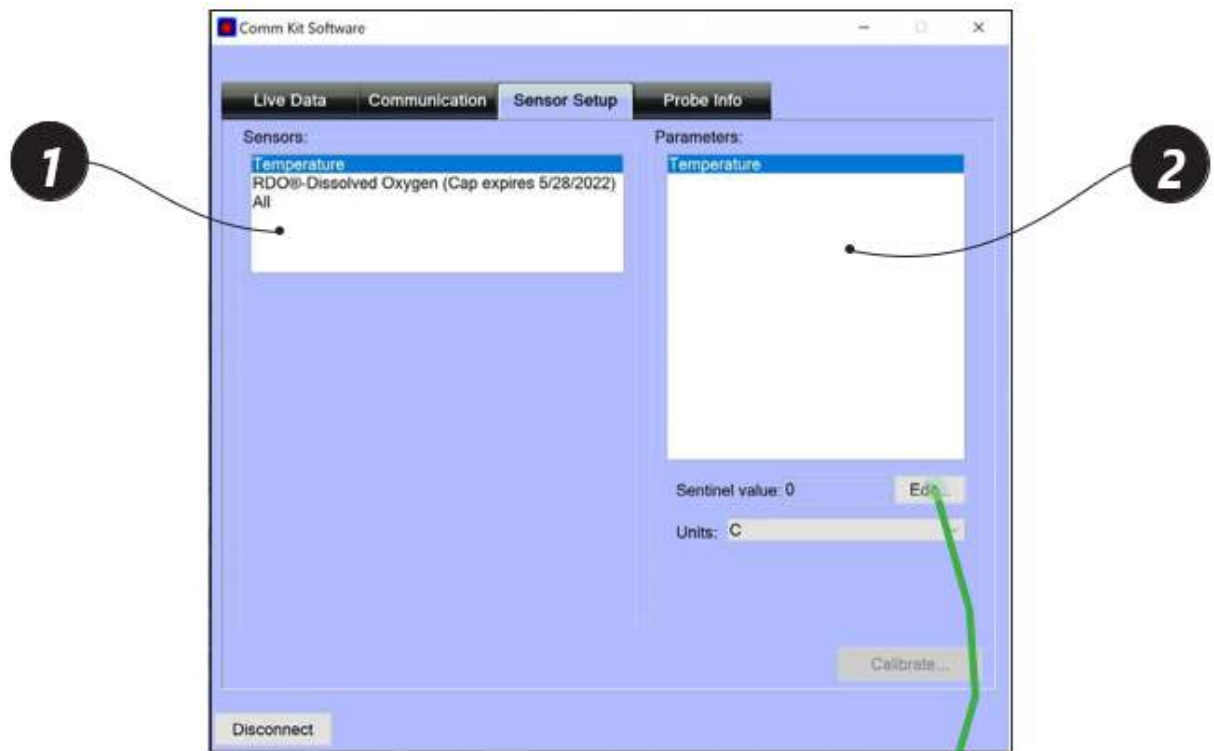 Comm Kit Software
Live Data Communication Sensor Setup Probe Info
Sensors:
Temperature
RDO®-Dissolved Oxygen (Cap expires 5/28/2022)
All
1
Parameters:
Temperature
2
Sentinel value: 0
Units: C
Calibrate...
Disconnect